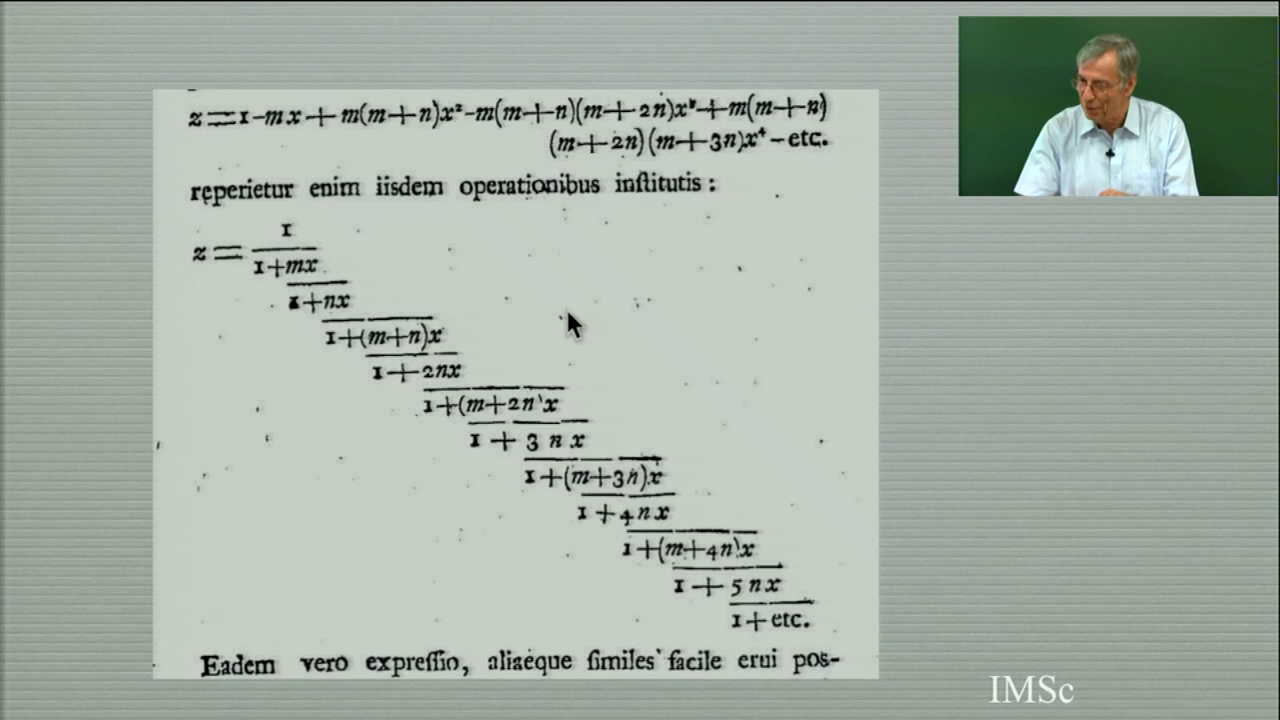 z=1-mx+m(m+n)x²-m(m+n)(m+2n)x³+m(m+n)
(m+2n)(m+3n)x⁴-etc.
reperietur enim iisdem operationibus inſtitutis :
z= 1
1+mx
1+nx
1+(m+n)x
1+2nx
1+(m+2n)x
1+3nx
1+(m+3n)x
1+4nx
1+(m+4n)x
1+5nx
1+etc.
Eadem vero expreſſio, aliaeque ſimiles facile erui poſ-
IMSc